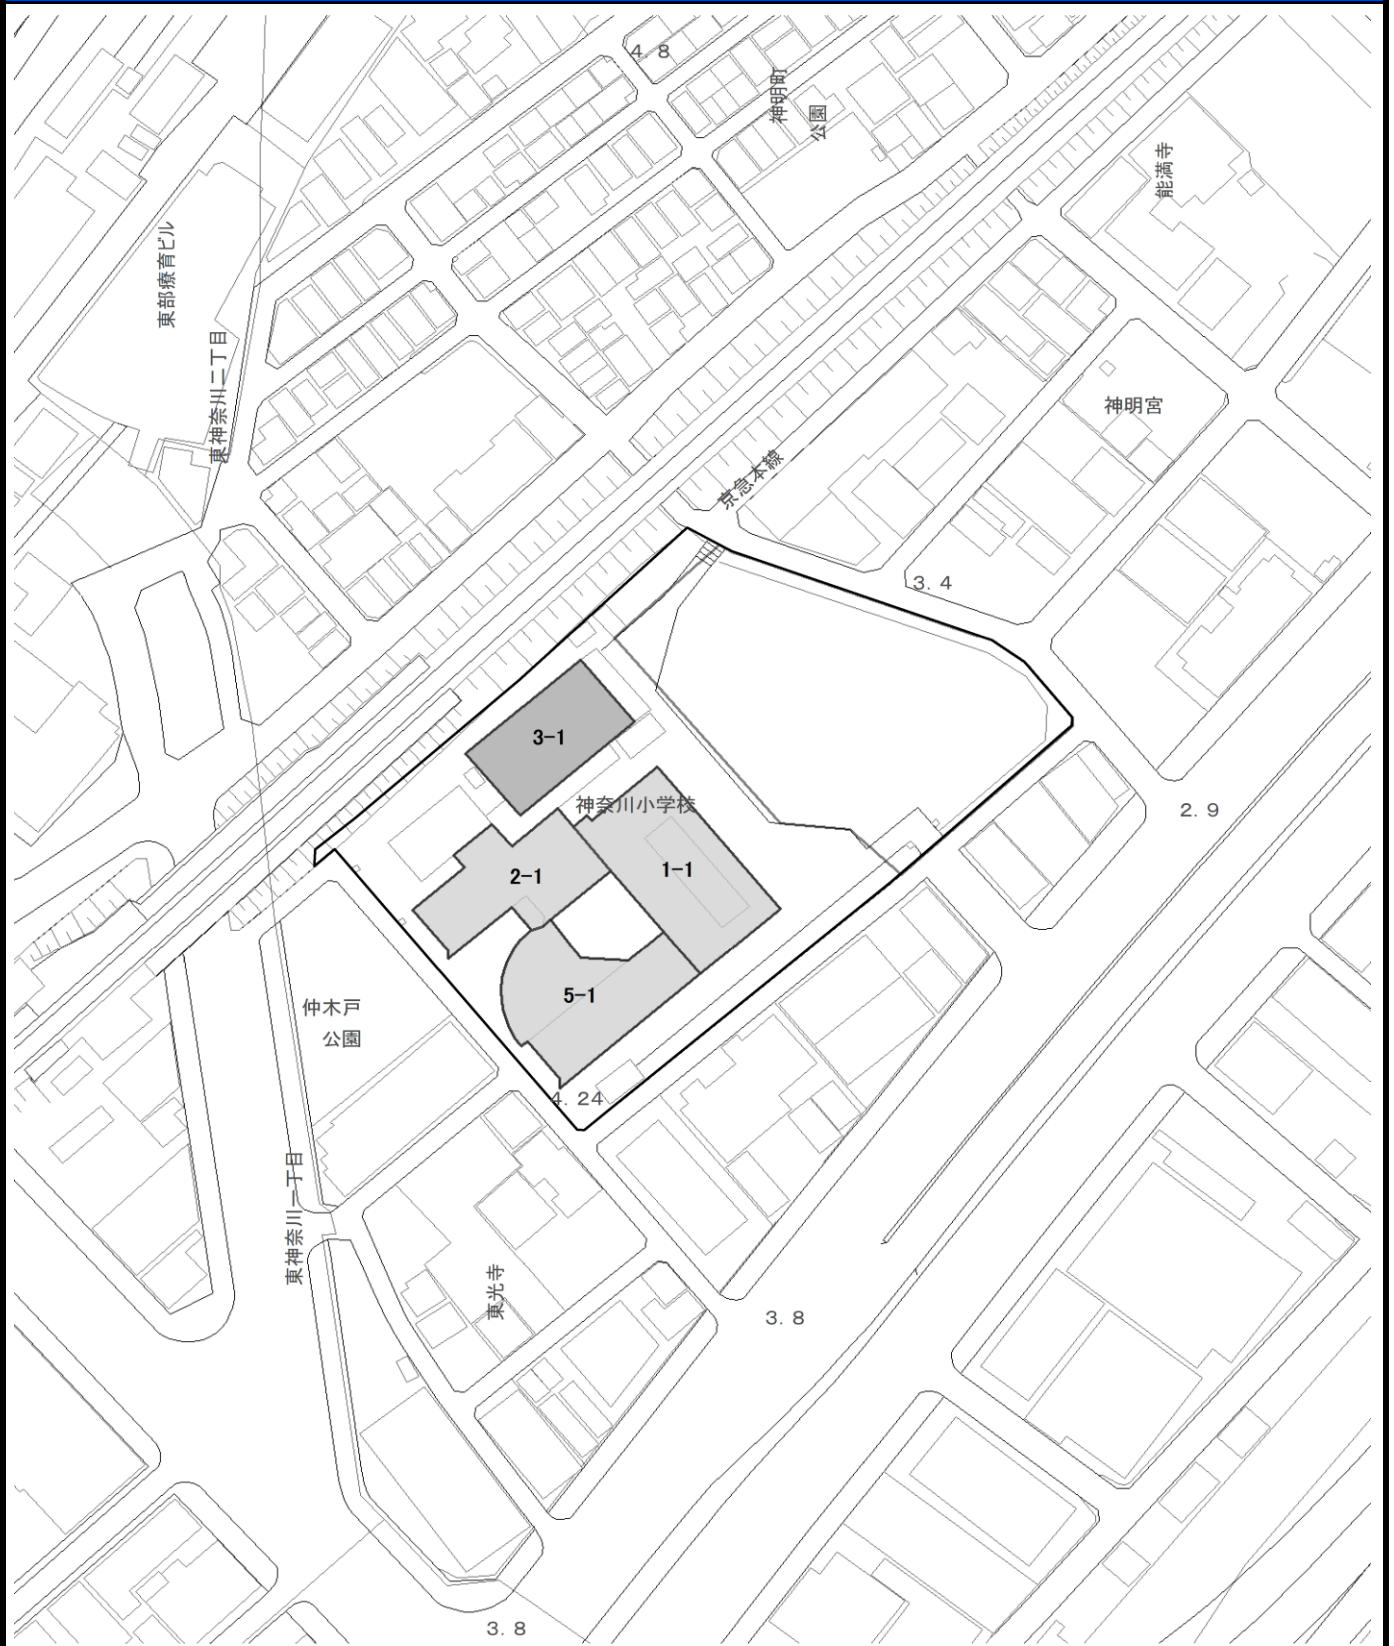 4. 8
神明町
公園
能満寺
東部療育ビル
東神奈川二丁目
神明宮
京急本線
3. 4
3-1
神奈川小学校
2. 9
1-1
2-1
5-1
仲木戸
公園
4. 24
東神奈川一丁目
東光寺
3. 8
3. 8